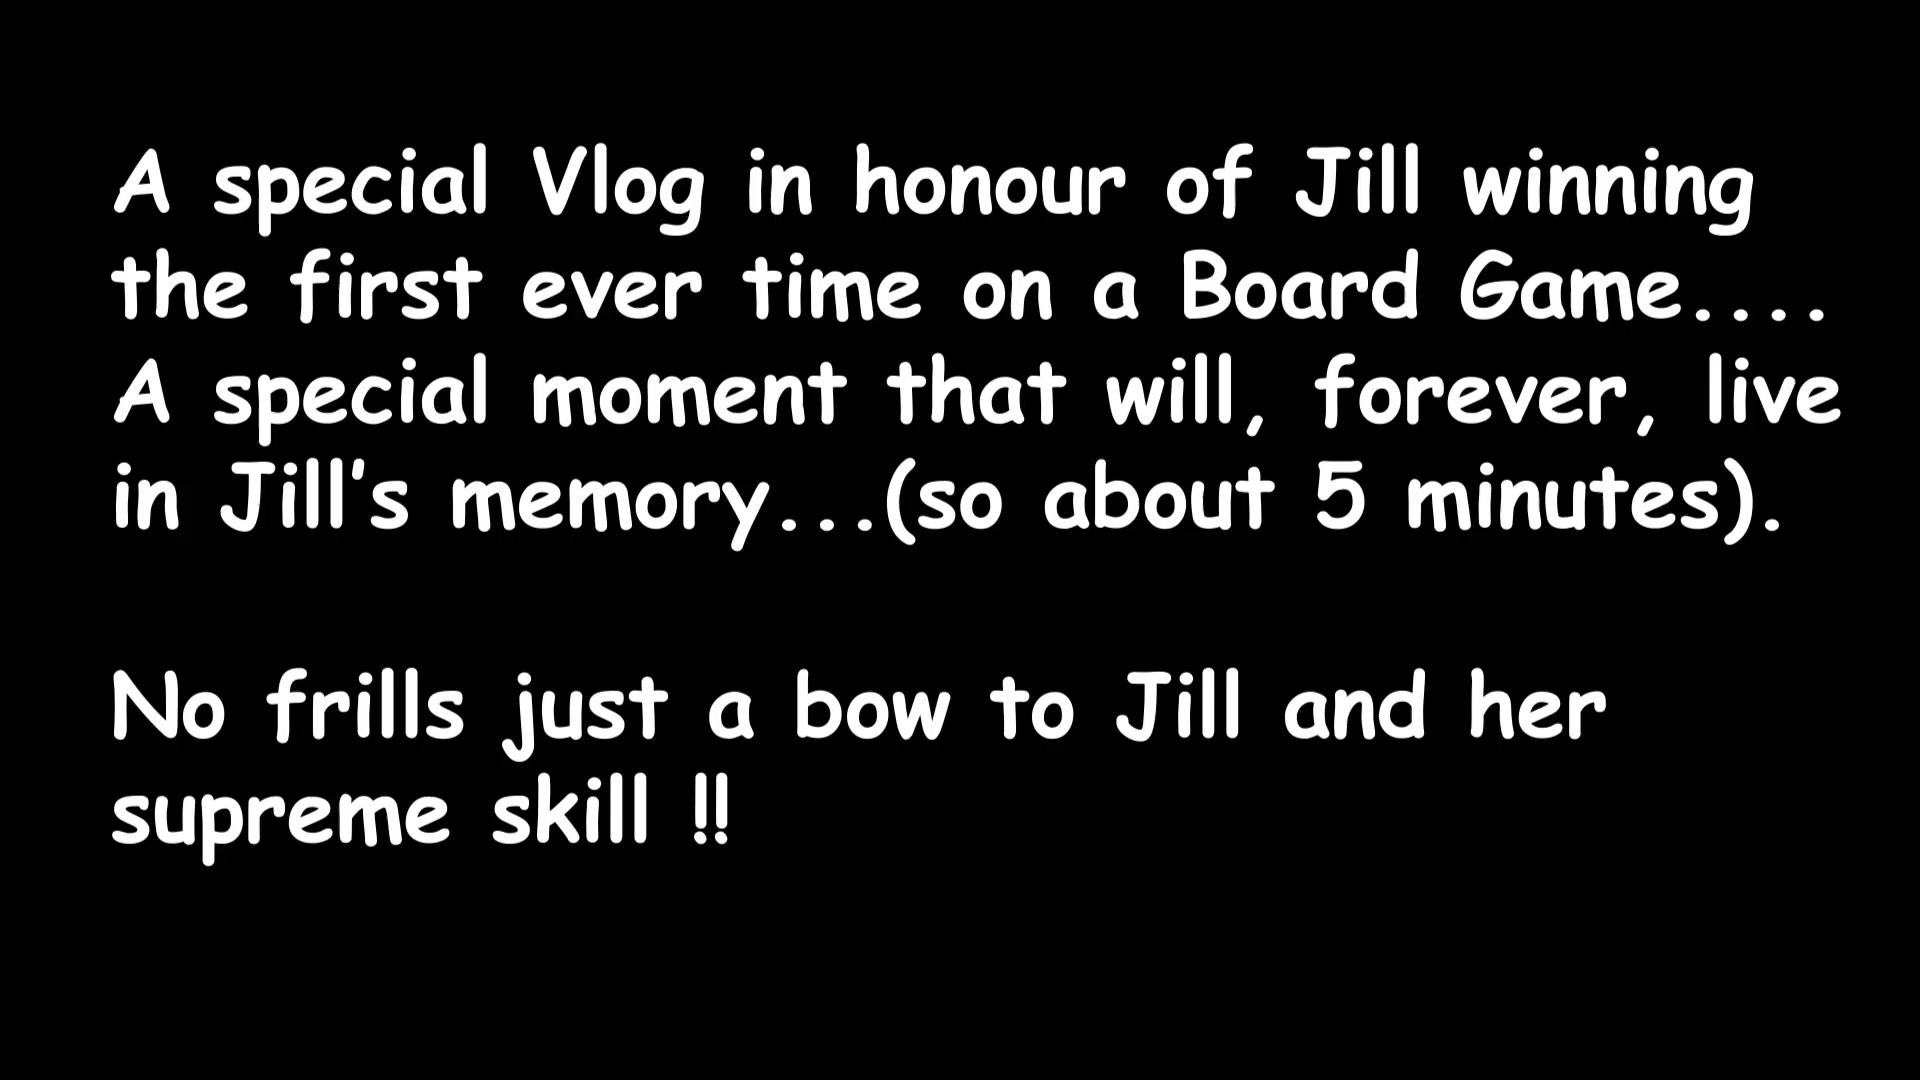 A special Vlog in honour of Jill winning
the first ever time on a Board Game....
A special moment that will, forever, live
in Jill's memory...(so about 5 minutes).
No frills just a bow to Jill and her
supreme skill !!